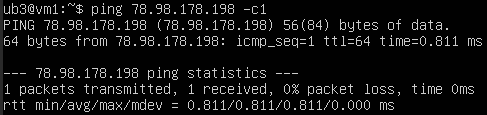 ub3@vm1:~$ ping 78.98.178.198 -c1
PING 78.98.178.198 (78.98.178.198) 56(84) bytes of data.
64 bytes from 78.98.178.198: icmp_seq=1 ttl=64 time=0.811 ms

--- 78.98.178.198 ping statistics ---
1 packets transmitted, 1 received, 0% packet loss, time 0ms
rtt min/avg/max/mdev = 0.811/0.811/0.811/0.000 ms